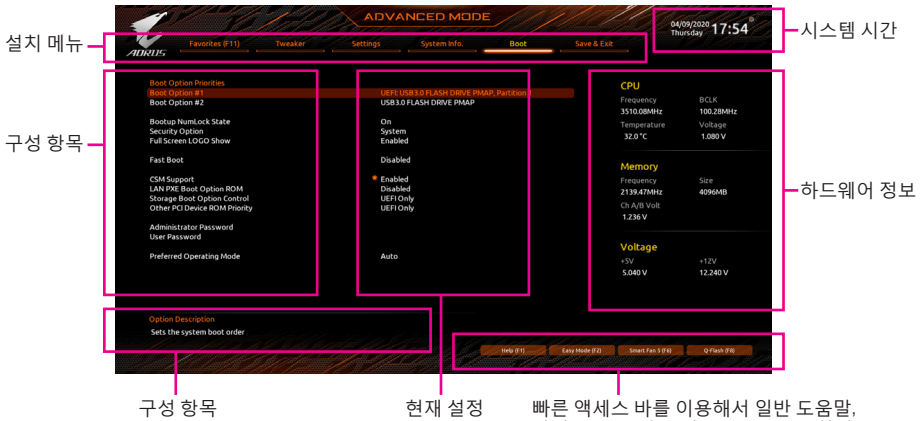 ADVANCED MODE
04/09/2020
Thursday 17:54
시스템 시간
설치 메뉴
AORUS
Favorites (F11) Tweaker Settings System Info. Boot Save & Exit
구성 항목
Boot Option Priorities
Boot Option #1 UEFI: USB3.0 FLASH DRIVE PMAP, Partition
Boot Option #2 USB3.0 FLASH DRIVE PMAP
Bootup NumLock State On
Security Option System
Full Screen LOGO Show Enabled
Fast Boot Disabled
CSM Support Enabled
LAN PXE Boot Option ROM Disabled
Storage Boot Option Control UEFI Only
Other PCI Device ROM Priority UEFI Only
Administrator Password
User Password
Preferred Operating Mode Auto
CPU
Frequency BCLK
3510.08MHz 100.28MHz
Temperature Voltage
32.0 °C 1.080 V
Memory
Frequency Size
2139.47MHz 4096MB
Ch A/B Volt
1.236 V
Voltage
+5V +12V
5.040 V 12.240 V
하드웨어 정보
Option Description
Sets the system boot order
Help (F1) Easy Mode (F2) Smart Fan 5 (F6) Q-Flash (F8)
구성 항목
현재 설정
빠른 액세스 바를 이용해서 일반 도움말,